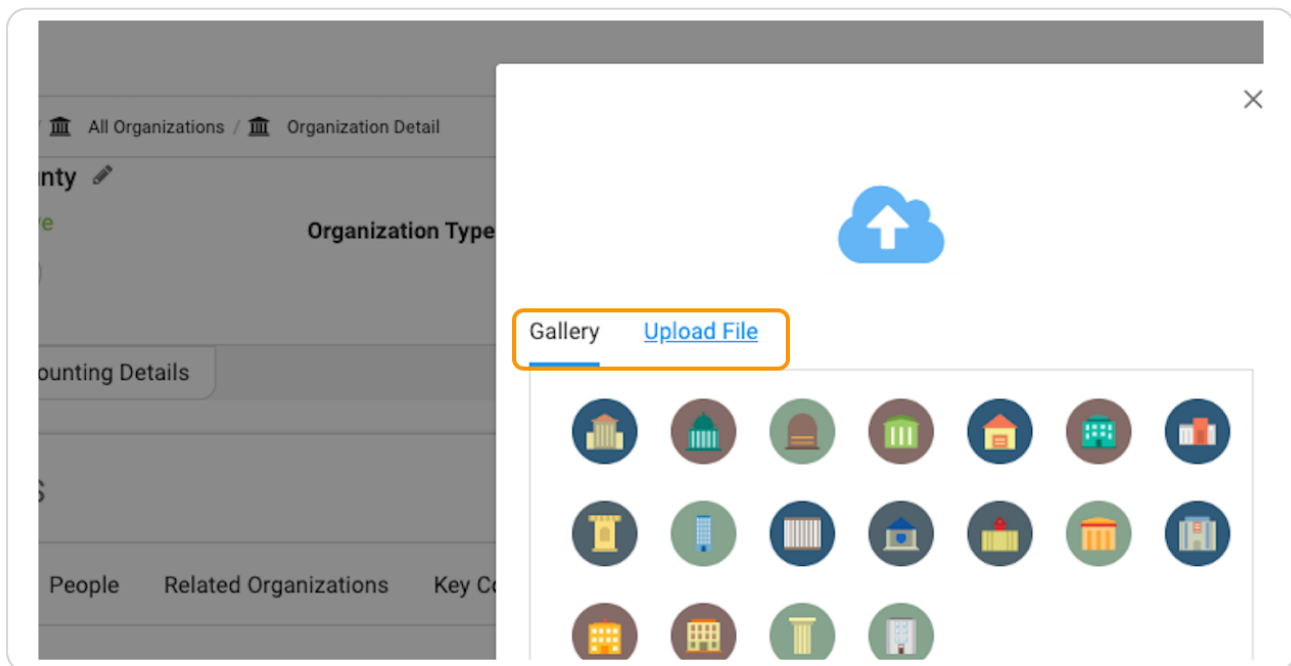 / All Organizations / Organization Detail
nty
Organization Type
Gallery Upload File
ounting Details
People Related Organizations Key Co